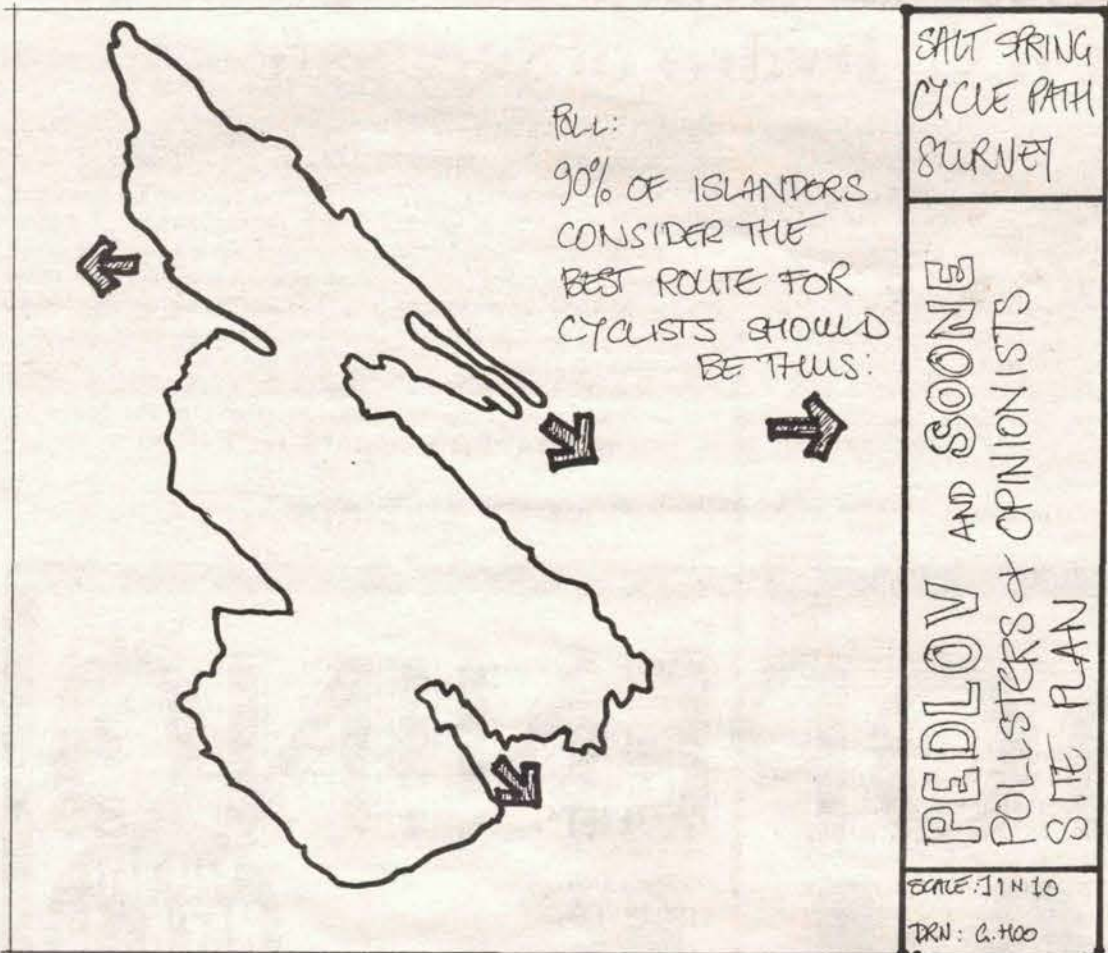 POLL:
90% OF ISLANDERS
CONSIDER THE
BEST ROUTE FOR
CYCLISTS SHOULD
BE THUS:
SALT SPRING
CYCLE PATH
SURVEY
PEDLOV AND SOONE
POLLSTERS & OPINIONISTS
SITE PLAN
SCALE: 1 IN 10
DRN: G. HOO